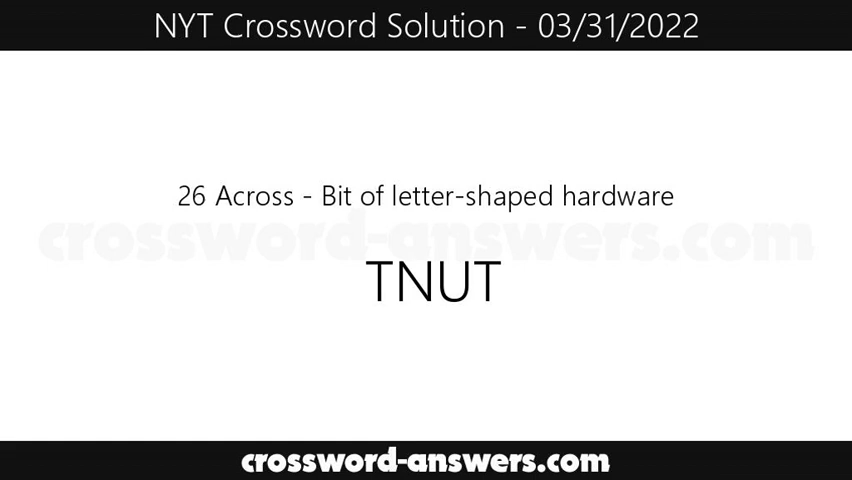 NYT Crossword Solution - 03/31/2022
26 Across - Bit of letter-shaped hardware
crossword-answers.com
TNUT
crossword-answers.com